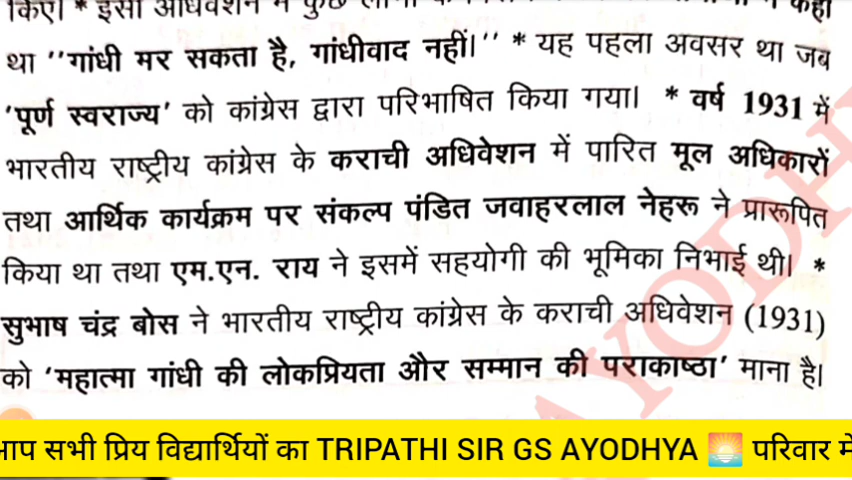 किए। * इसी अधिवेशन में कुछ लोगों कहा
था ''गांधी मर सकता है, गांधीवाद नहीं।'' * यह पहला अवसर था जब
'पूर्ण स्वराज्य' को कांग्रेस द्वारा परिभाषित किया गया। * वर्ष 1931 में
भारतीय राष्ट्रीय कांग्रेस के कराची अधिवेशन में पारित मूल अधिकारों
तथा आर्थिक कार्यक्रम पर संकल्प पंडित जवाहरलाल नेहरू ने प्रारूपित
किया था तथा एम.एन. राय ने इसमें सहयोगी की भूमिका निभाई थी। *
सुभाष चंद्र बोस ने भारतीय राष्ट्रीय कांग्रेस के कराची अधिवेशन (1931)
को 'महात्मा गांधी की लोकप्रियता और सम्मान की पराकाष्ठा' माना है।
AYODH
आप सभी प्रिय विद्यार्थियों का TRIPATHI SIR GS AYODHYA 🌅 परिवार में